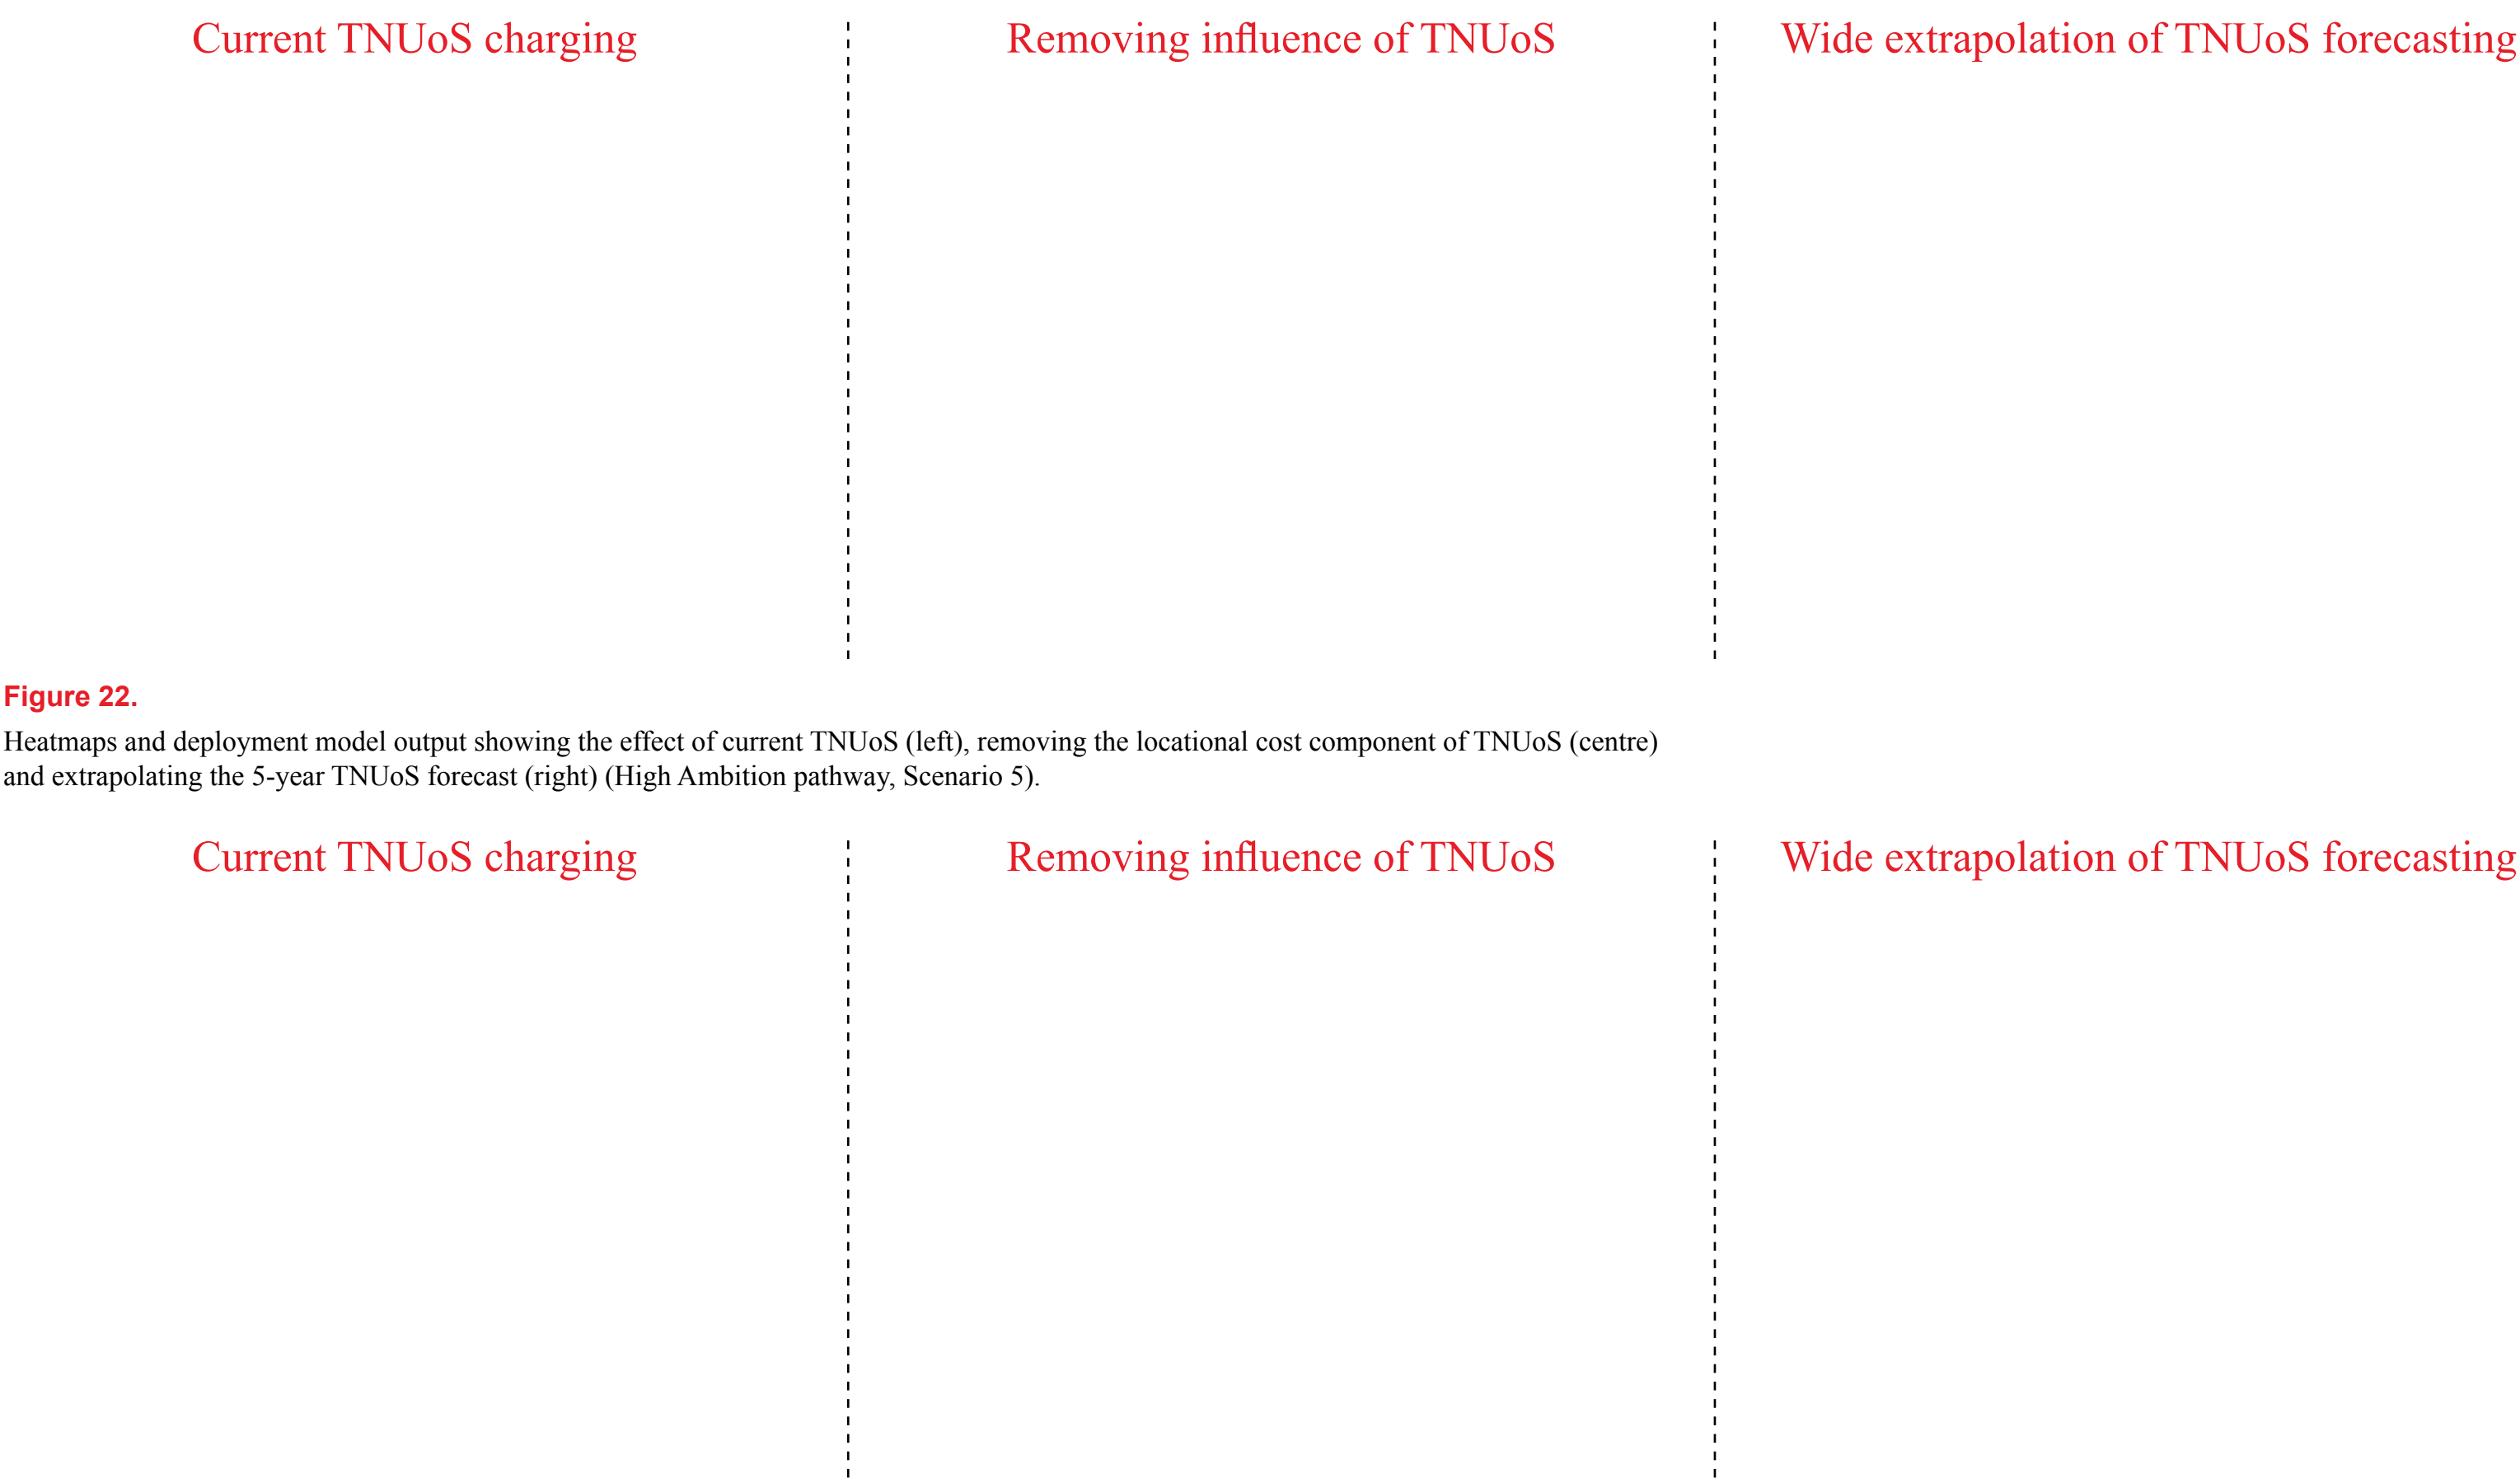 Current TNUoS charging
Removing influence of TNUoS
Wide extrapolation of TNUoS forecasting
Figure 22.
Heatmaps and deployment model output showing the effect of current TNUoS (left), removing the locational cost component of TNUoS (centre)
and extrapolating the 5-year TNUoS forecast (right) (High Ambition pathway, Scenario 5).
Current TNUoS charging
Removing influence of TNUoS
Wide extrapolation of TNUoS forecasting